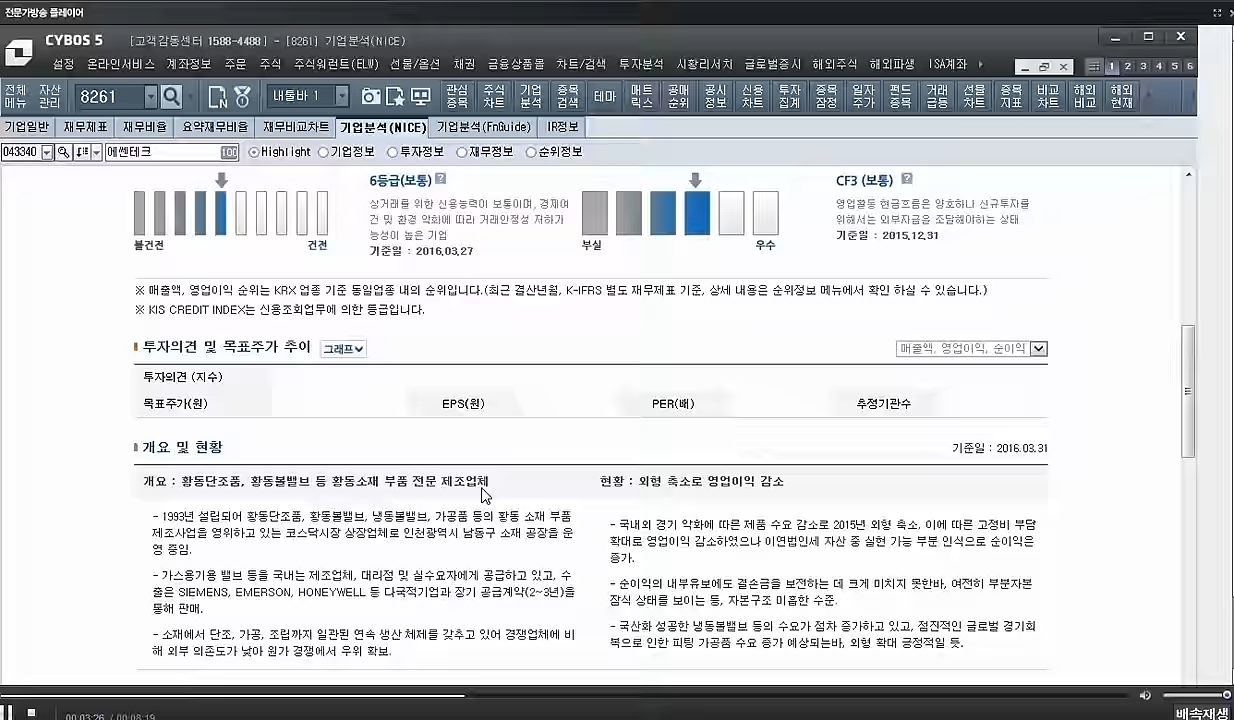 전문가방송 플레이어
CYBOS 5 [고객감동센터 1588-4488] - [8261] 기업분석(NICE)
설정 온라인서비스 계좌정보 주문 주식 주식워런트(ELW) 선물/옵션 채권 금융상품몰 차트/검색 투자분석 시황리서치 글로벌증시 해외주식 해외파생 ISA계좌
1 2 3 4 5 6
전체메뉴 자산관리 8261 내툴바 1 관심종목 주식차트 기업분석 종목검색 테마 매트릭스 공매순위 공시정보 신용차트 투자집계 종목잠정 일자주가 펀드종목 거래급등 선물차트 종목지표 비교차트 해외비교 해외현재
기업일반 재무제표 재무비율 요약재무비율 재무비교차트 기업분석(NICE) 기업분석(FnGuide) IR정보
043340 에쎈테크 100 Highlight 기업정보 투자정보 재무정보 순위정보
6등급(보통)
상거래를 위한 신용능력이 보통이며, 경제여
건 및 환경 악화에 따라 거래안정성 저하가
능성이 높은 기업
기준일 : 2016.03.27
불건전 건전
CF3 (보통)
영업활동 현금흐름은 양호하나 신규투자를
위해서는 외부자금을 조달해야하는 상태
기준일 : 2015.12.31
부실 우수
※ 매출액, 영업이익 순위는 KRX 업종 기준 동일업종 내의 순위입니다.(최근 결산년월, K-IFRS 별도 재무제표 기준, 상세 내용은 순위정보 메뉴에서 확인 하실 수 있습니다.)
※ KIS CREDIT INDEX는 신용조회업무에 의한 등급입니다.
투자의견 및 목표주가 추이 그래프
매출액, 영업이익, 순이익
투자의견 (지수)
목표주가(원) EPS(원) PER(배) 추정기관수
개요 및 현황 기준일 : 2016.03.31
개요 : 황동단조품, 황동볼밸브 등 황동소재 부품 전문 제조업체
- 1993년 설립되어 황동단조품, 황동볼밸브, 냉동볼밸브, 가공품 등의 황동 소재 부품
제조사업을 영위하고 있는 코스닥시장 상장업체로 인천광역시 남동구 소재 공장을 운
영 중임.
- 가스용기용 밸브 등을 국내는 제조업체, 대리점 및 실수요자에게 공급하고 있고, 수
출은 SIEMENS, EMERSON, HONEYWELL 등 다국적기업과 장기 공급계약(2~3년)을
통해 판매.
- 소재에서 단조, 가공, 조립까지 일관된 연속 생산 체제를 갖추고 있어 경쟁업체에 비
해 외부 의존도가 낮아 원가 경쟁에서 우위 확보.
현황 : 외형 축소로 영업이익 감소
- 국내외 경기 악화에 따른 제품 수요 감소로 2015년 외형 축소, 이에 따른 고정비 부담
확대로 영업이익 감소하였으나 이연법인세 자산 중 실현 가능 부분 인식으로 순이익은
증가.
- 순이익의 내부유보에도 결손금을 보전하는 데 크게 미치지 못한바, 여전히 부분자본
잠식 상태를 보이는 등, 자본구조 미흡한 수준.
- 국산화 성공한 냉동볼밸브 등의 수요가 점차 증가하고 있고, 점진적인 글로벌 경기회
복으로 인한 피팅 가공품 수요 증가 예상되는바, 외형 확대 긍정적일 듯.
00:03:26 / 00:08:19
배속재생